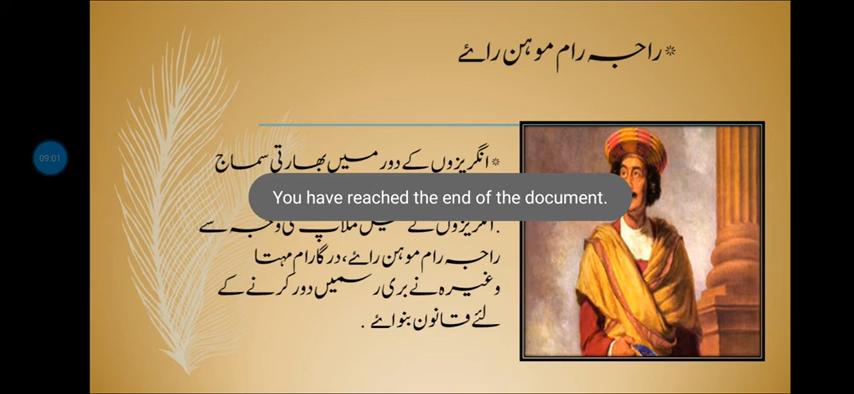 * راجہ رام موہن رائے
* انگریزوں کے دور میں بھارتی سماج
You have reached the end of the document.
. انگریزوں کے میل ملاپ کی وجہ سے
راجہ رام موہن رائے، درگا رام مہتا
وغیرہ نے بری رسمیں دور کرنے کے
لئے قانون بنوائے .
09:01